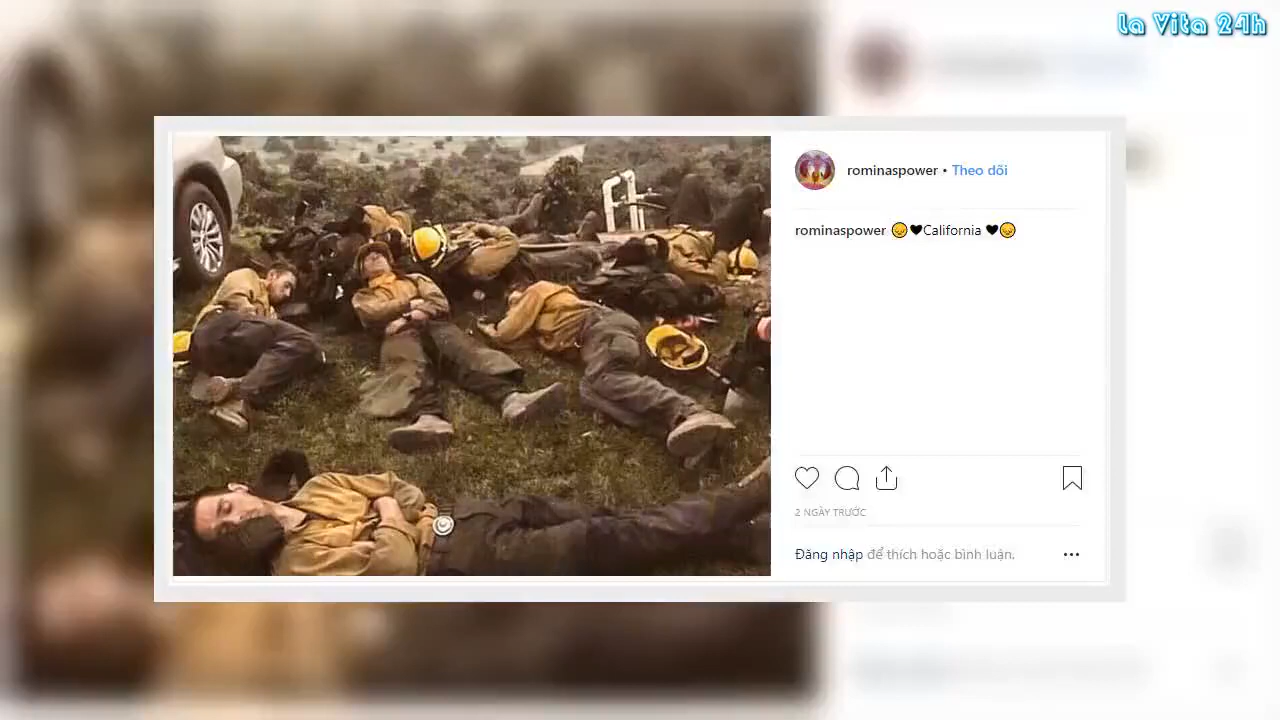 la Vita 24h
rominaspower • Theo dõi
rominaspower 😞🖤California 🖤😞
2 NGÀY TRƯỚC
Đăng nhập để thích hoặc bình luận.